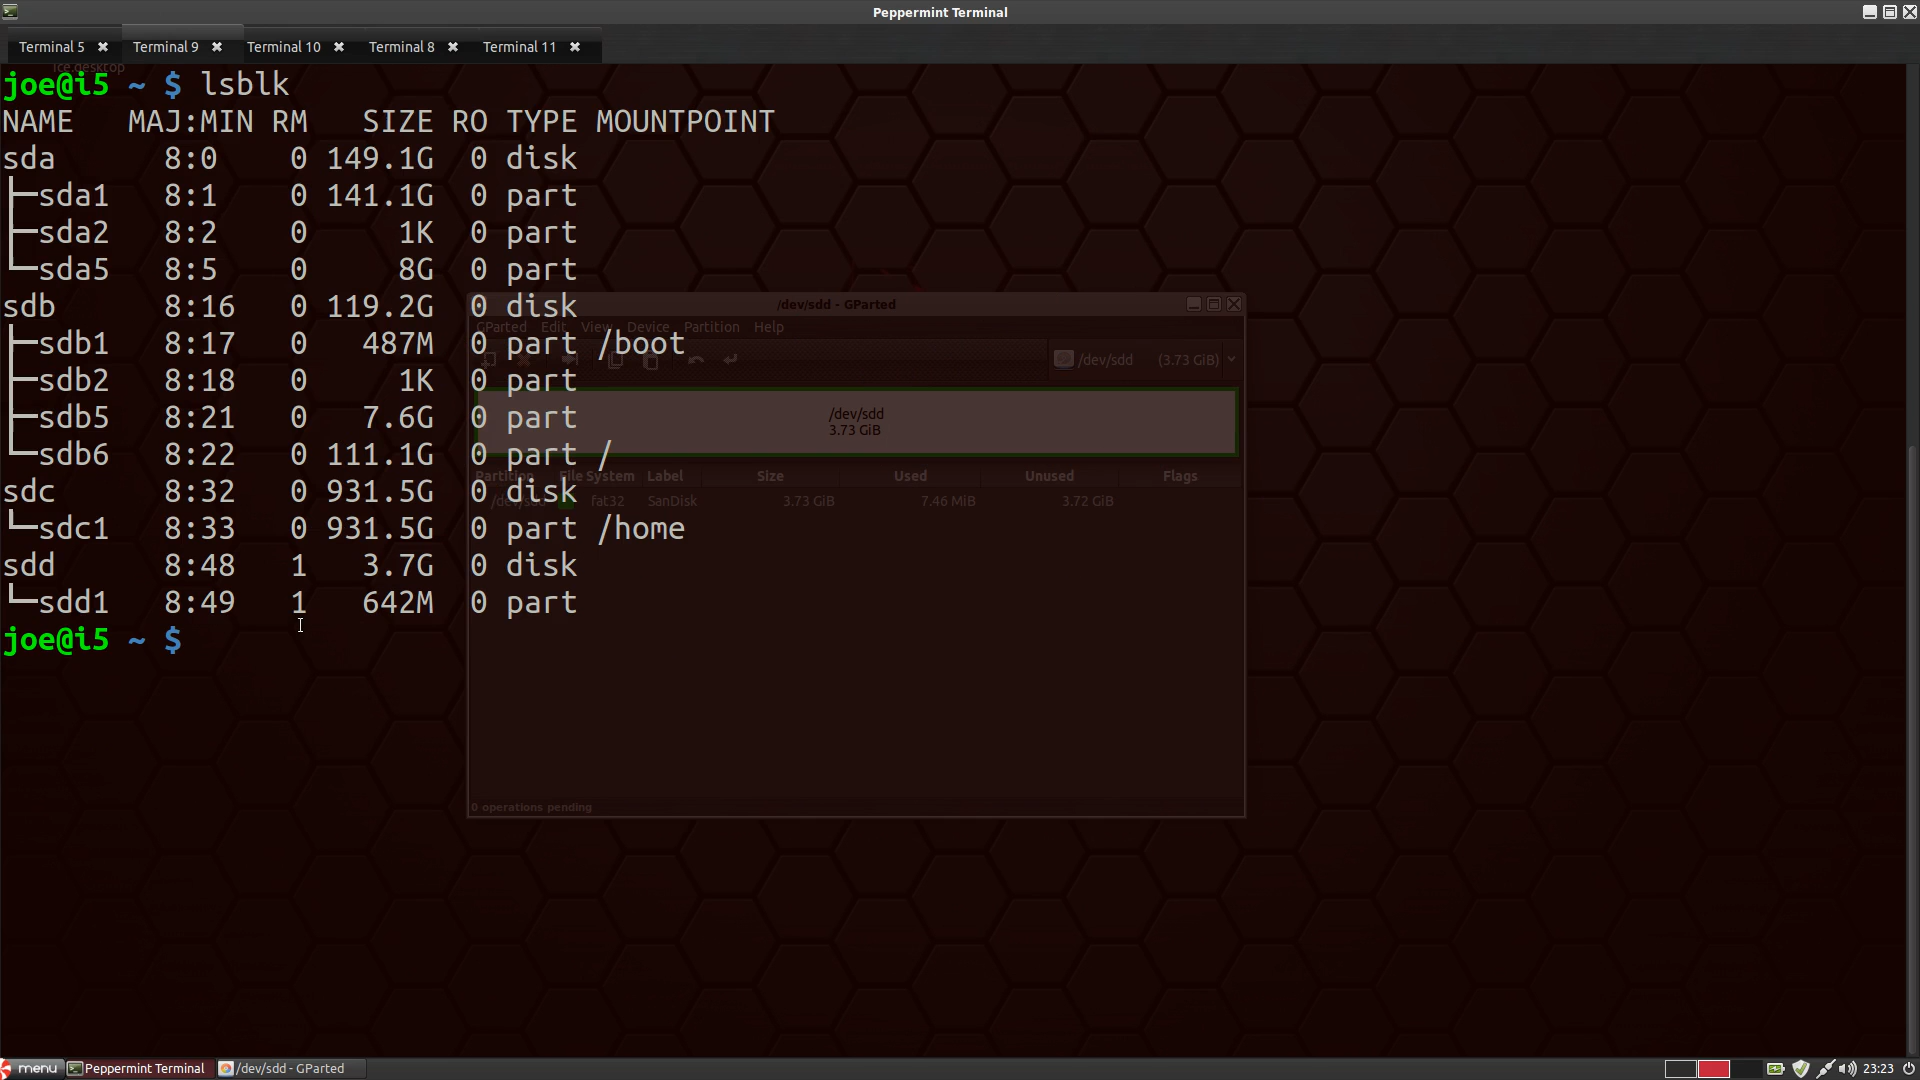 Peppermint Terminal
Terminal 5 ✖ Terminal 9 ✖ Terminal 10 ✖ Terminal 8 ✖ Terminal 11 ✖
ice.desktop
joe@i5 ~ $ lsblk
NAME   MAJ:MIN RM   SIZE RO TYPE MOUNTPOINT
sda      8:0    0 149.1G  0 disk
├─sda1   8:1    0 141.1G  0 part
├─sda2   8:2    0     1K  0 part
└─sda5   8:5    0     8G  0 part
sdb      8:16   0 119.2G  0 disk
├─sdb1   8:17   0   487M  0 part /boot
├─sdb2   8:18   0     1K  0 part
├─sdb5   8:21   0   7.6G  0 part
└─sdb6   8:22   0 111.1G  0 part /
sdc      8:32   0 931.5G  0 disk
└─sdc1   8:33   0 931.5G  0 part /home
sdd      8:48   1   3.7G  0 disk
└─sdd1   8:49   1   642M  0 part
joe@i5 ~ $
/dev/sdd - GParted
GParted Edit View Device Partition Help
/dev/sdd (3.73 GiB)
/dev/sdd
3.73 GiB
Partition File System Label Size Used Unused Flags
/dev/sdd fat32 SanDisk 3.73 GiB 7.46 MiB 3.72 GiB
0 operations pending
menu Peppermint Terminal /dev/sdd - GParted 23:23